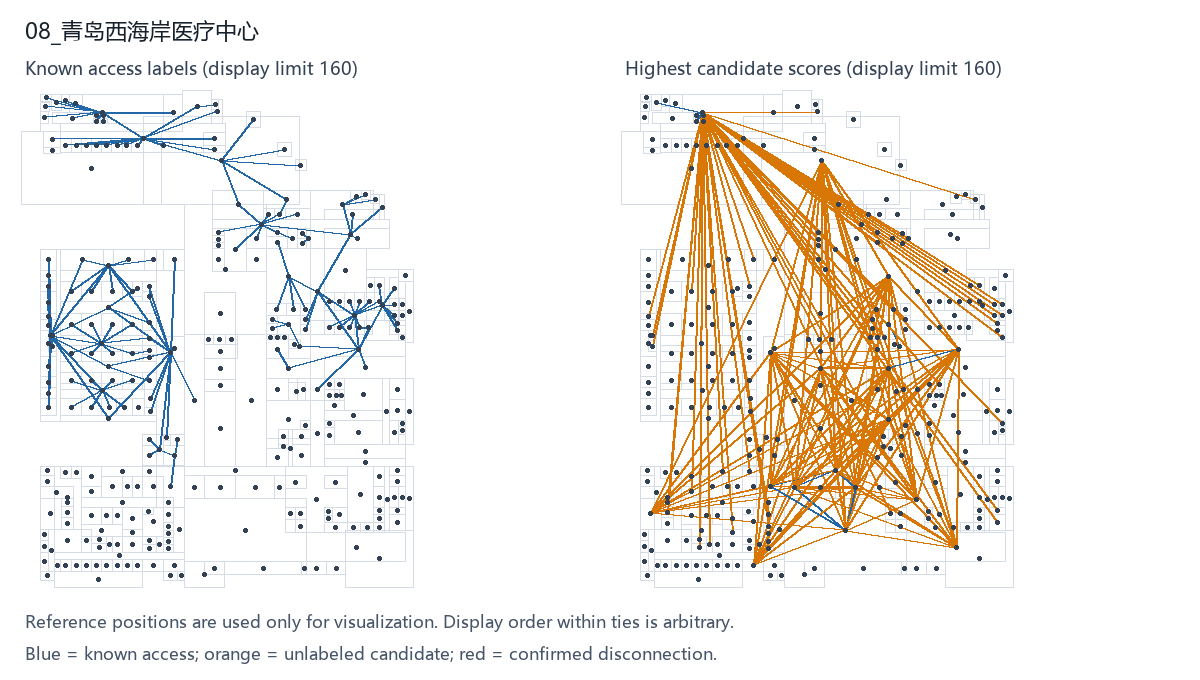 08_青岛西海岸医疗中心
Known access labels (display limit 160)
Highest candidate scores (display limit 160)
Reference positions are used only for visualization. Display order within ties is arbitrary.
Blue = known access; orange = unlabeled candidate; red = confirmed disconnection.